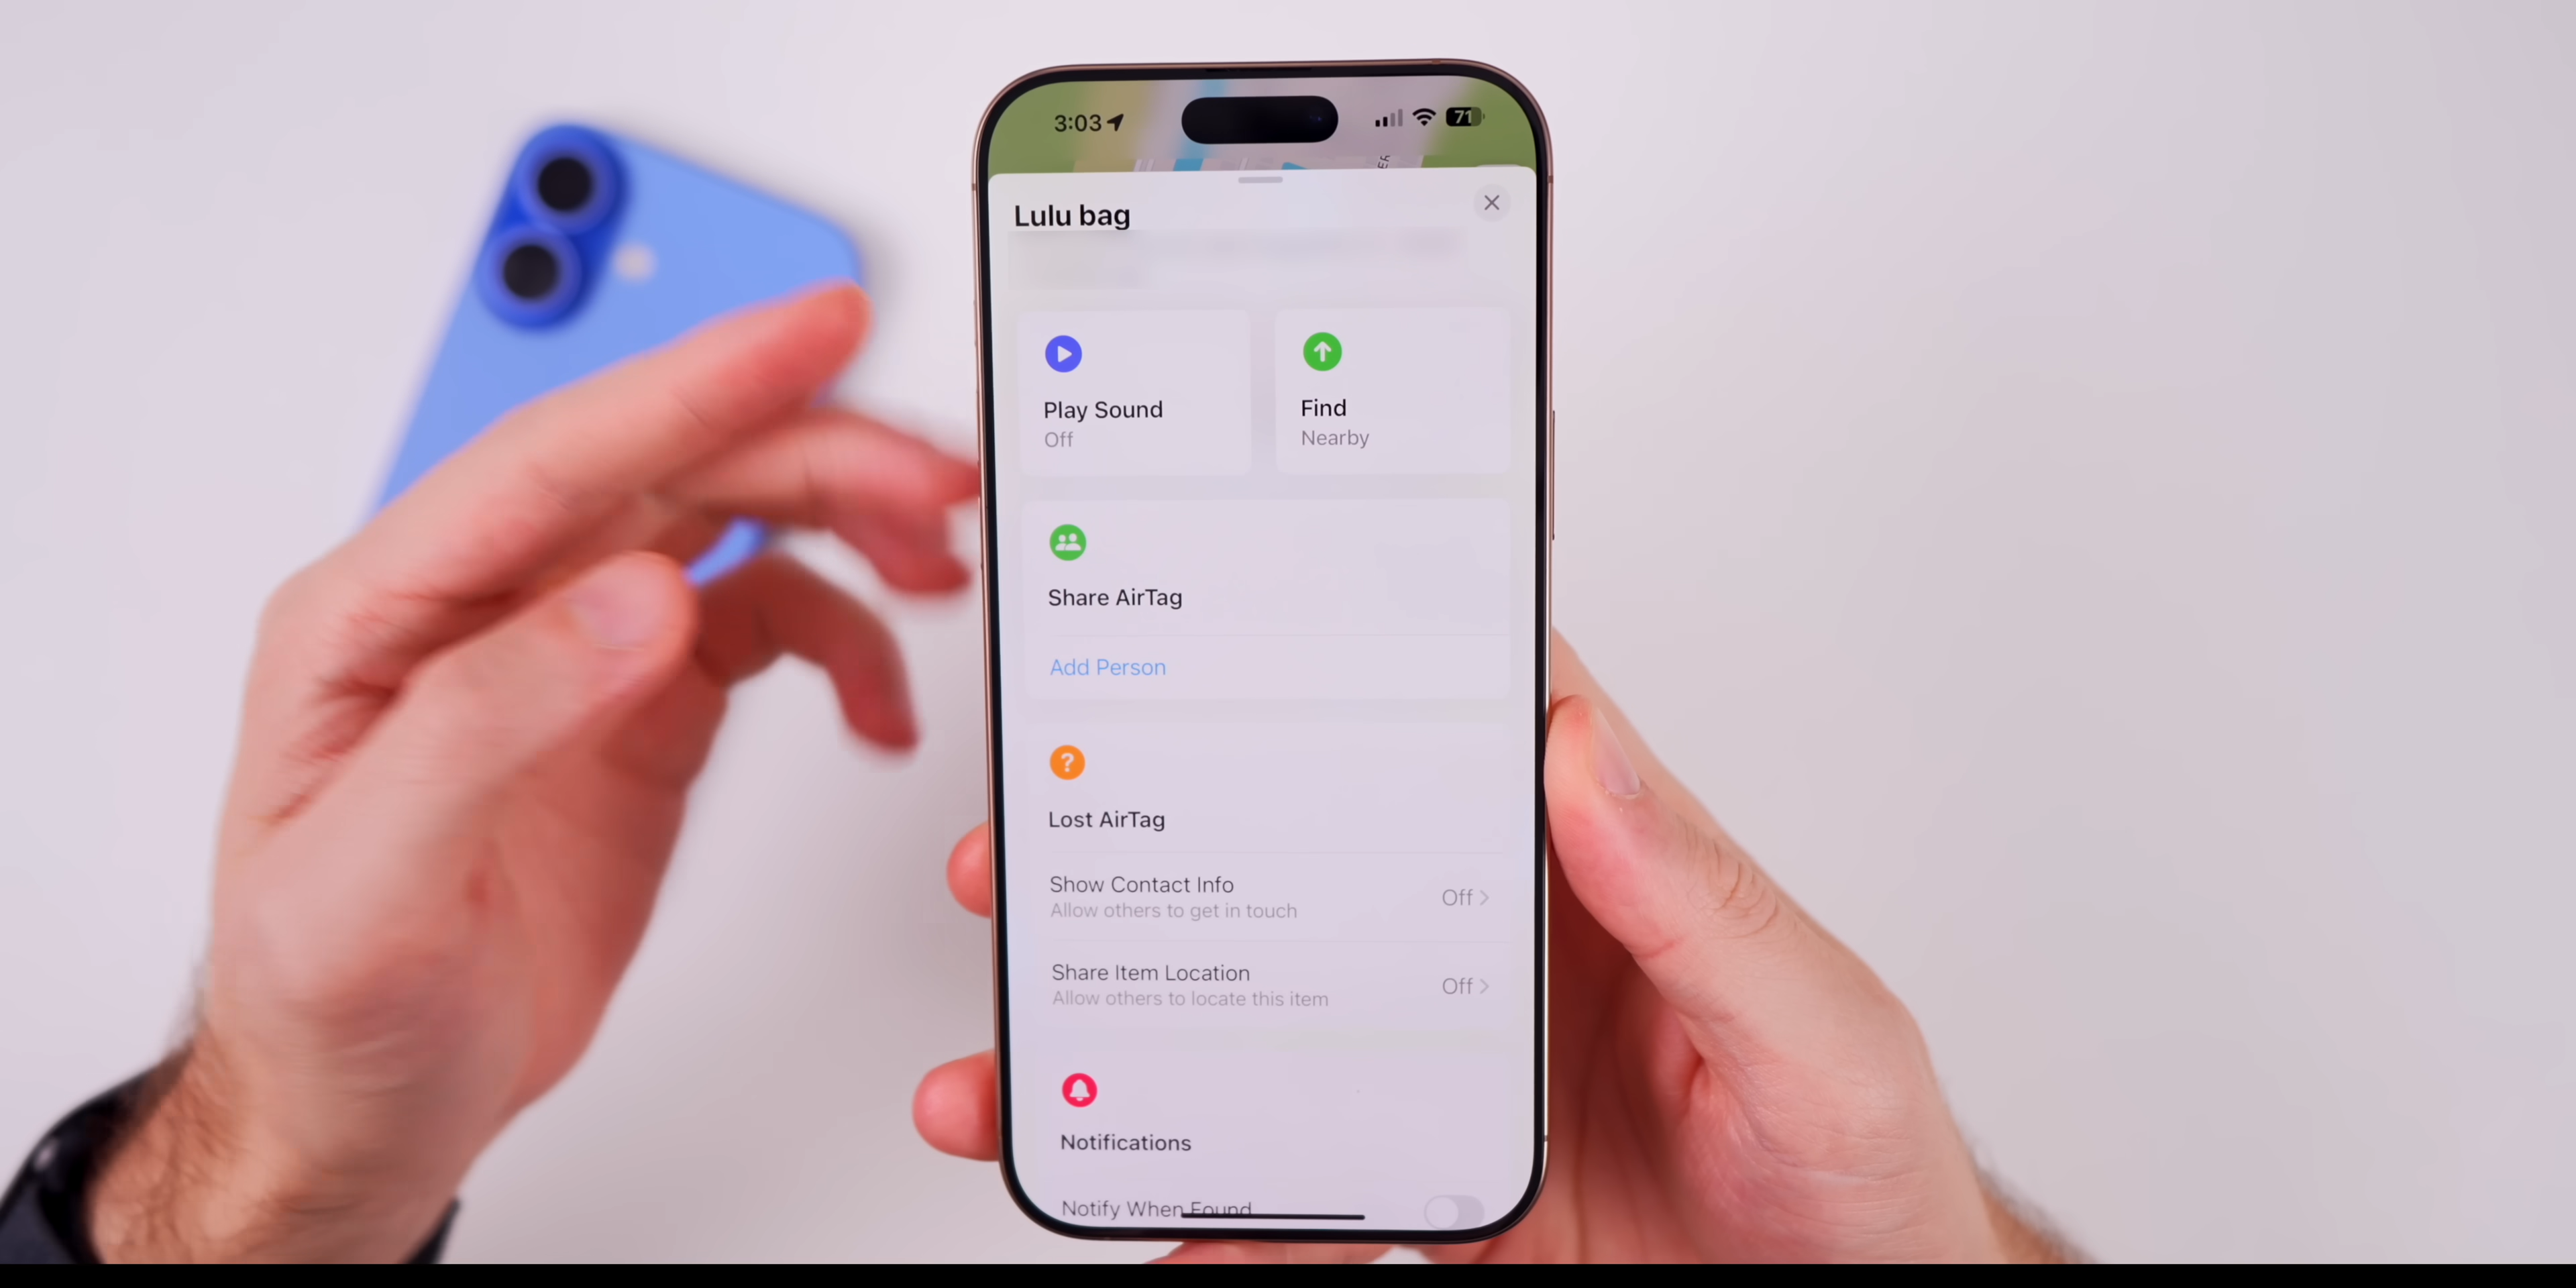 3:03
71
ER
Lulu bag
Play Sound
Off
Find
Nearby
Share AirTag
Add Person
Lost AirTag
Show Contact Info
Allow others to get in touch
Off
Share Item Location
Allow others to locate this item
Off
Notifications
Notify When Found